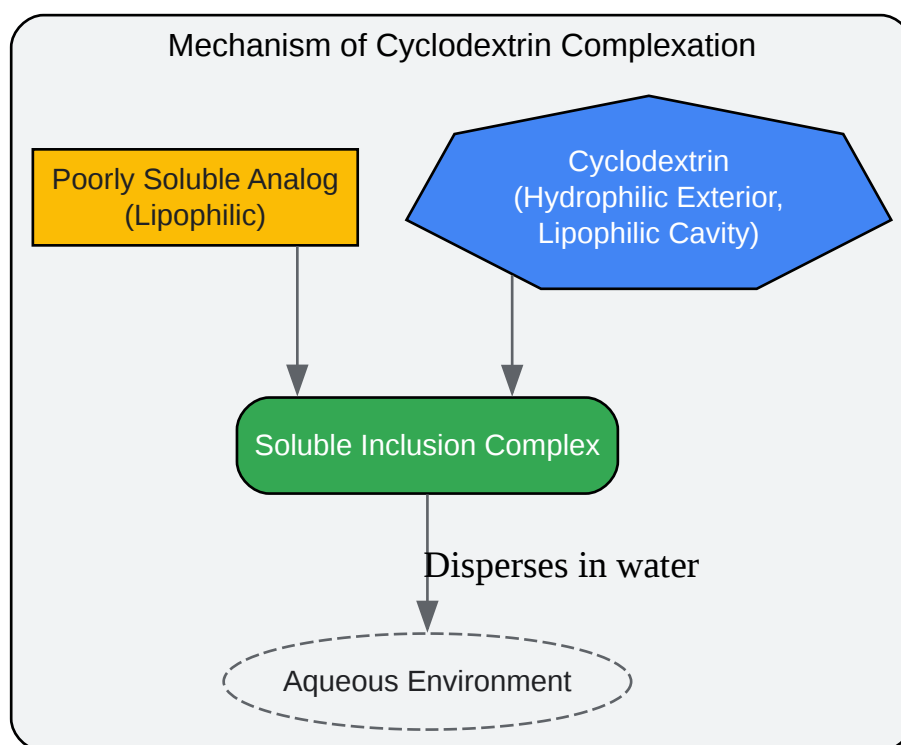 Mechanism of Cyclodextrin Complexation
Poorly Soluble Analog
(Lipophilic)
Cyclodextrin
(Hydrophilic Exterior,
Lipophilic Cavity)
Soluble Inclusion Complex
Disperses in water
Aqueous Environment